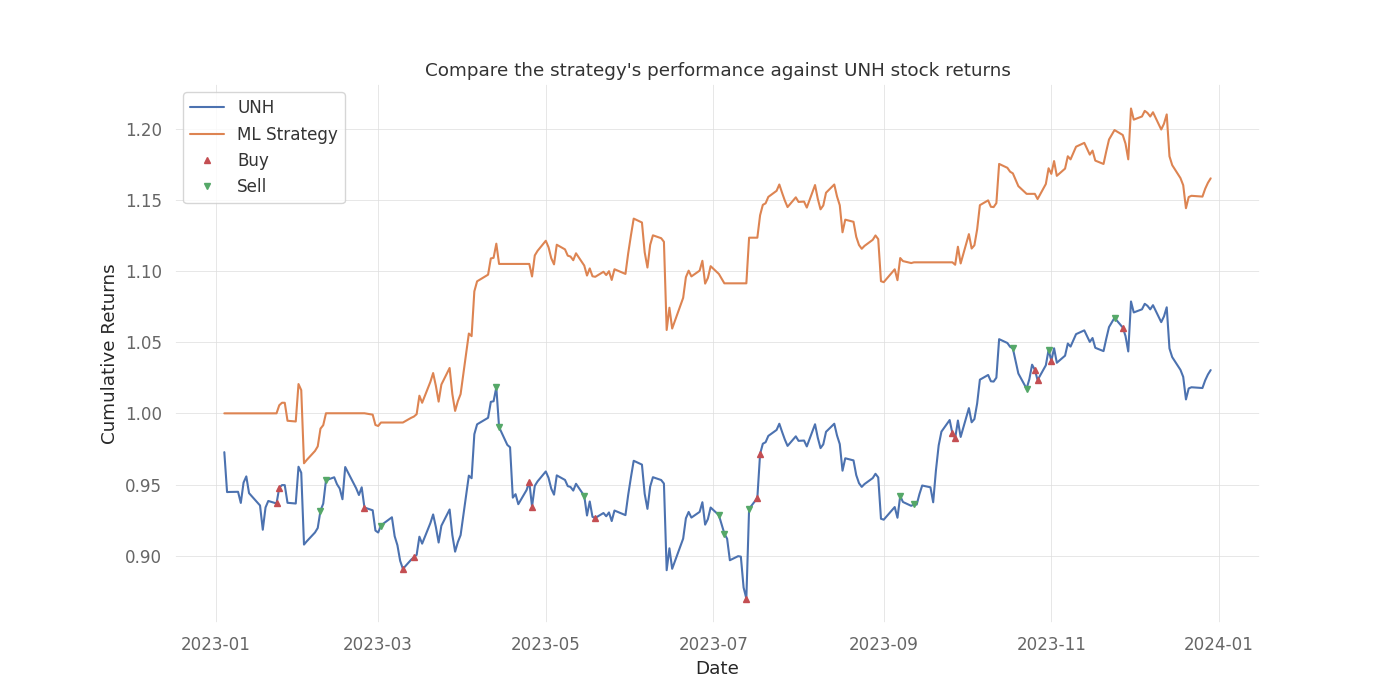 Compare the strategy's performance against UNH stock returns
UNH
ML Strategy
Buy
Sell
Cumulative Returns
1.20
1.15
1.10
1.05
1.00
0.95
0.90
2023-01
2023-03
2023-05
2023-07
2023-09
2023-11
2024-01
Date